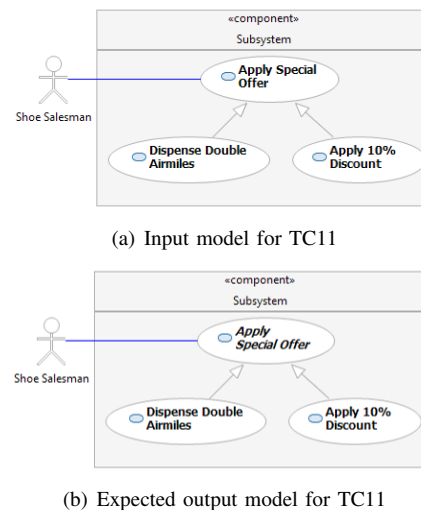 «component»
Subsystem
Apply Special
Offer
Shoe Salesman
Dispense Double
Airmiles
Apply 10%
Discount
(a) Input model for TC11
«component»
Subsystem
Apply
Special Offer
Shoe Salesman
Dispense Double
Airmiles
Apply 10%
Discount
(b) Expected output model for TC11